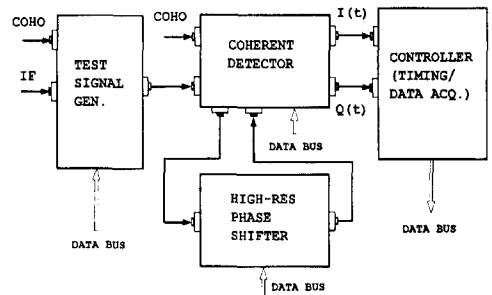 COHO
IF
TEST
SIGNAL
GEN.
DATA BUS
COHO
COHERENT
DETECTOR
DATA BUS
I(t)
Q(t)
CONTROLLER
(TIMING/
DATA ACQ.)
DATA BUS
HIGH-RES
PHASE
SHIFTER
DATA BUS